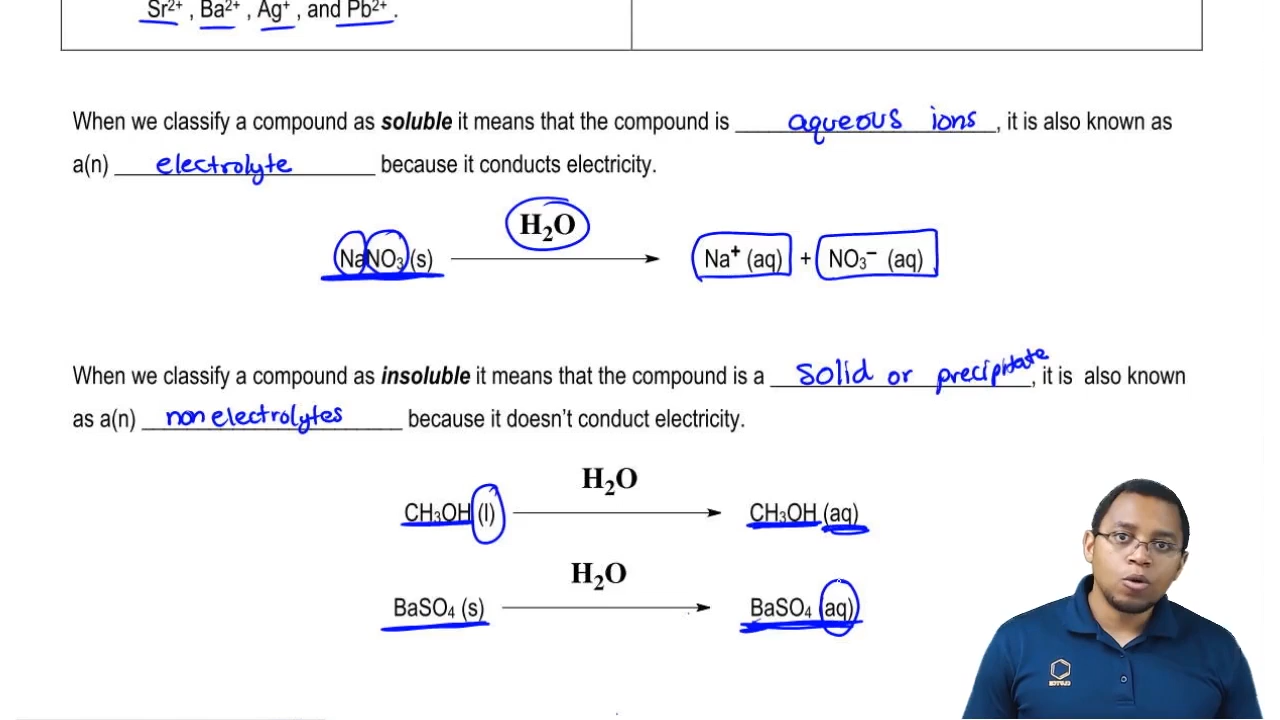 Sr²⁺ , Ba²⁺ , Ag⁺ , and Pb²⁺ .
When we classify a compound as soluble it means that the compound is aqueous ions , it is also known as
a(n) electrolyte because it conducts electricity.
H₂O
NaNO₃ (s) Na⁺ (aq) + NO₃⁻ (aq)
When we classify a compound as insoluble it means that the compound is a solid or precipitate , it is also known
as a(n) nonelectrolytes because it doesn't conduct electricity.
H₂O
CH₃OH (l) CH₃OH (aq)
H₂O
BaSO₄ (s) BaSO₄ (aq)